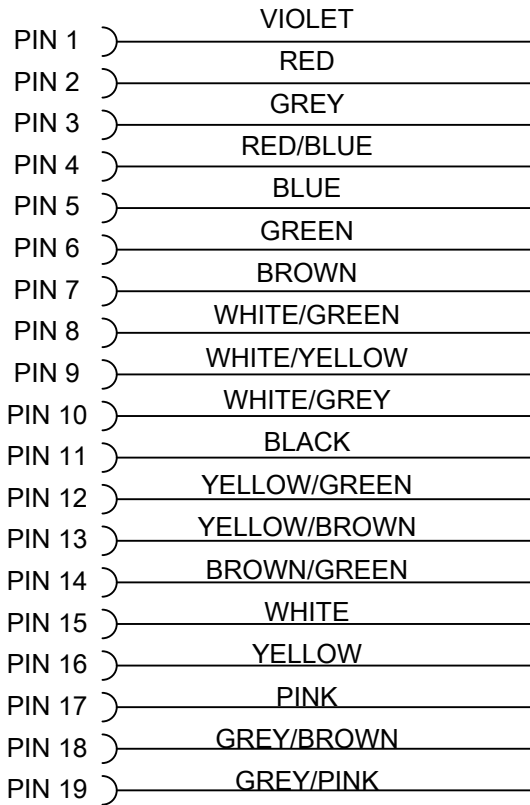 PIN 1 VIOLET
PIN 2 RED
PIN 3 GREY
PIN 4 RED/BLUE
PIN 5 BLUE
PIN 6 GREEN
PIN 7 BROWN
PIN 8 WHITE/GREEN
PIN 9 WHITE/YELLOW
PIN 10 WHITE/GREY
PIN 11 BLACK
PIN 12 YELLOW/GREEN
PIN 13 YELLOW/BROWN
PIN 14 BROWN/GREEN
PIN 15 WHITE
PIN 16 YELLOW
PIN 17 PINK
PIN 18 GREY/BROWN
PIN 19 GREY/PINK